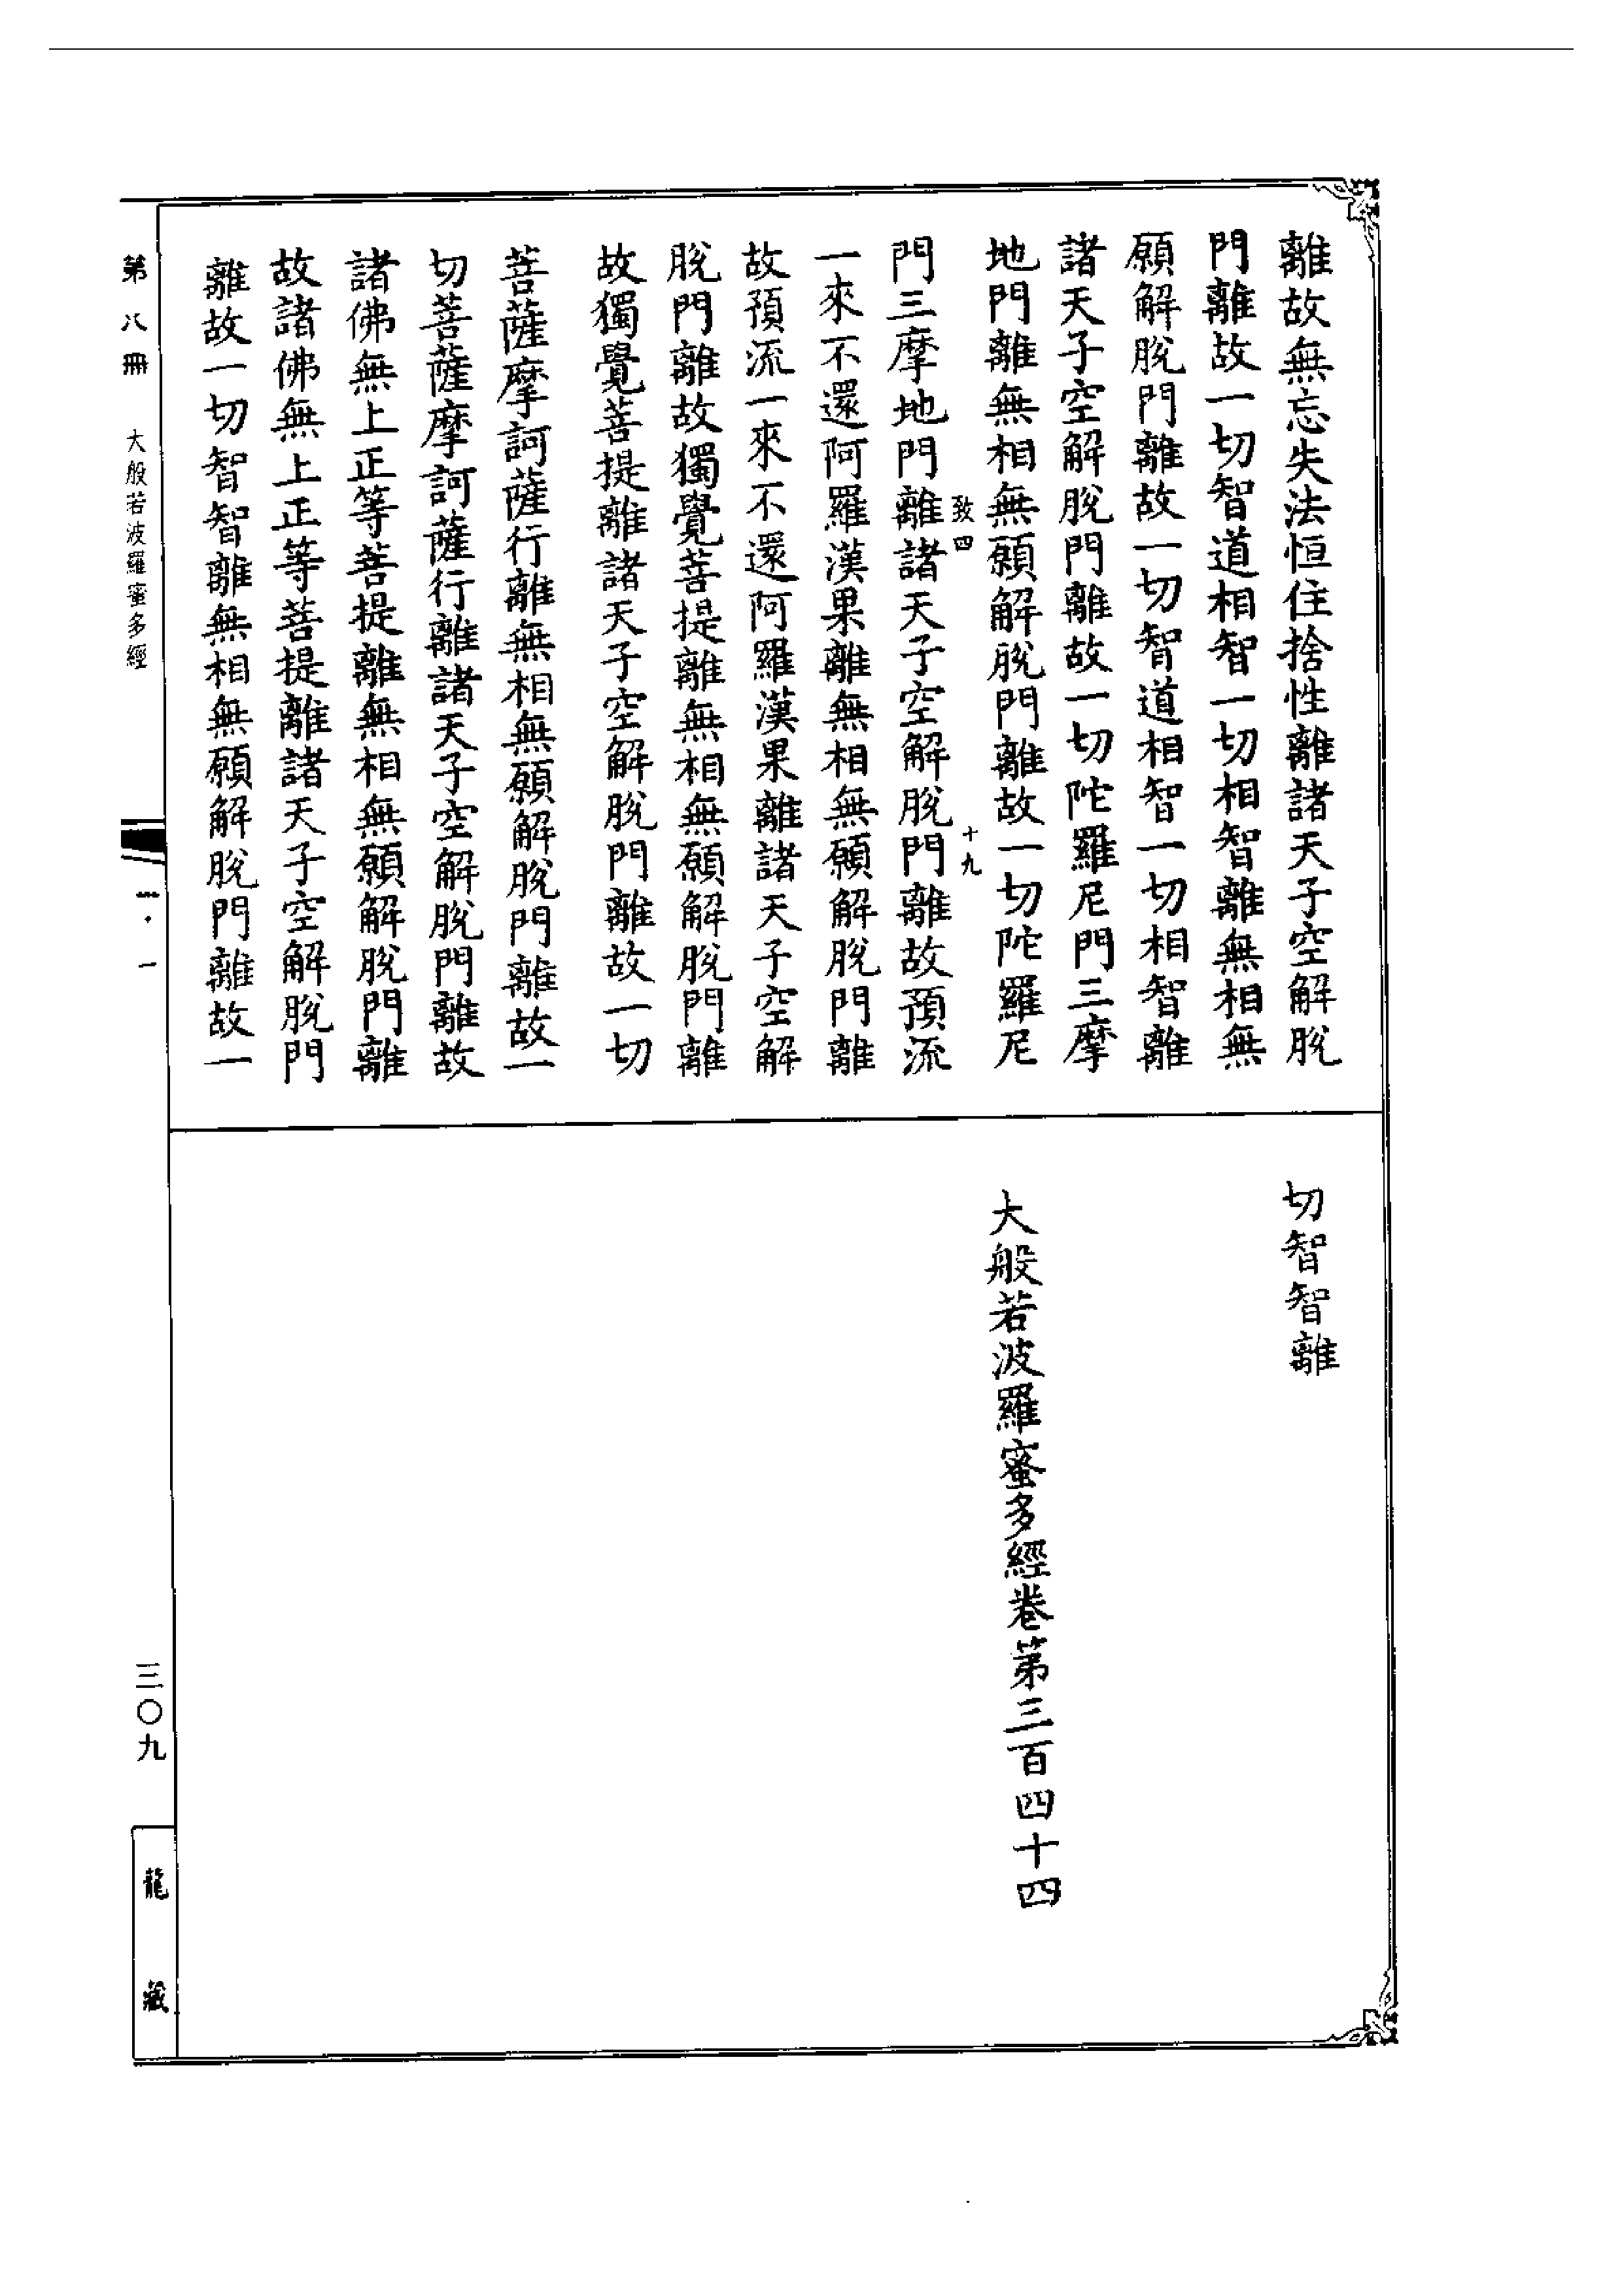 離故無忘失法恒住捨性離諸天子空解脫
門離故一切智道相智一切相智離無相無
願解脫門離故一切智道相智一切相智離
諸天子空解脫門離故一切陀羅尼門三摩
地門離無相無願解脫門離故一切陀羅尼
致四
十九
門三摩地門離諸天子空解脫門離故預流
一來不還阿羅漢果離無相無願解脫門離
故預流一來不還阿羅漢果離諸天子空解
脫門離故獨覺菩提離無相無願解脫門離
故獨覺菩提離諸天子空解脫門離故一切
菩薩摩訶薩行離無相無願解脫門離故一
切菩薩摩訶薩行離諸天子空解脫門離故
諸佛無上正等菩提離無相無願解脫門離
故諸佛無上正等菩提離諸天子空解脫門
離故一切智智離無相無願解脫門離故一
切智智離
大般若波羅蜜多經卷第三百四十四
第八冊
大般若波羅蜜多經
三〇九
龍藏